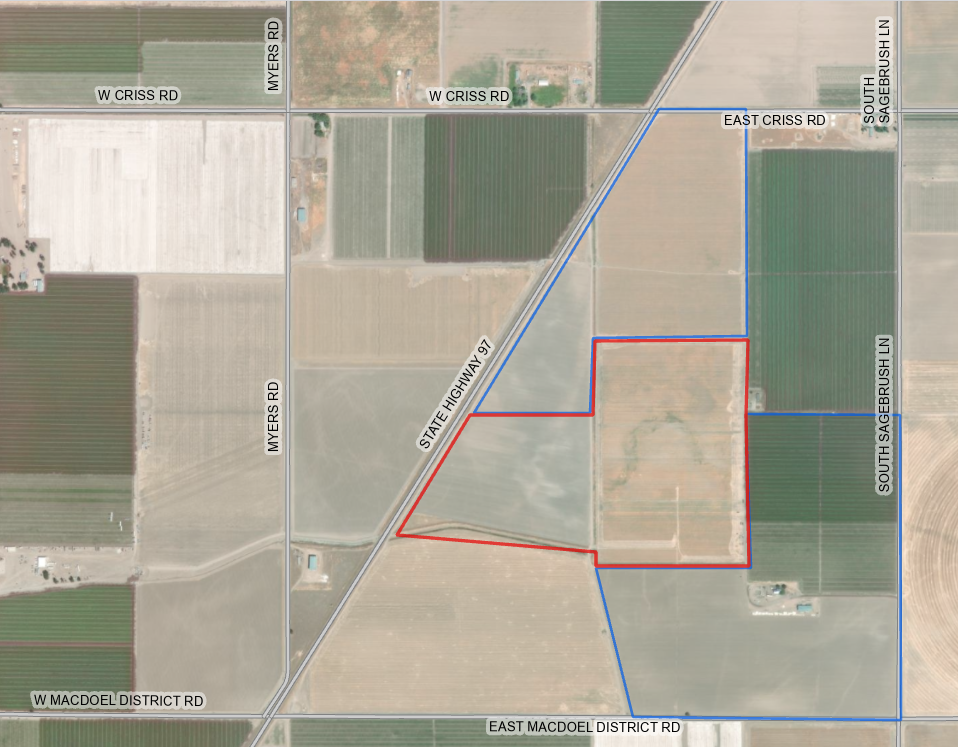 MYERS RD
SOUTH
SAGEBRUSH LN
W CRISS RD
W CRISS RD
EAST CRISS RD
STATE HIGHWAY 97
MYERS RD
SOUTH SAGEBRUSH LN
W MACDOEL DISTRICT RD
EAST MACDOEL DISTRICT RD